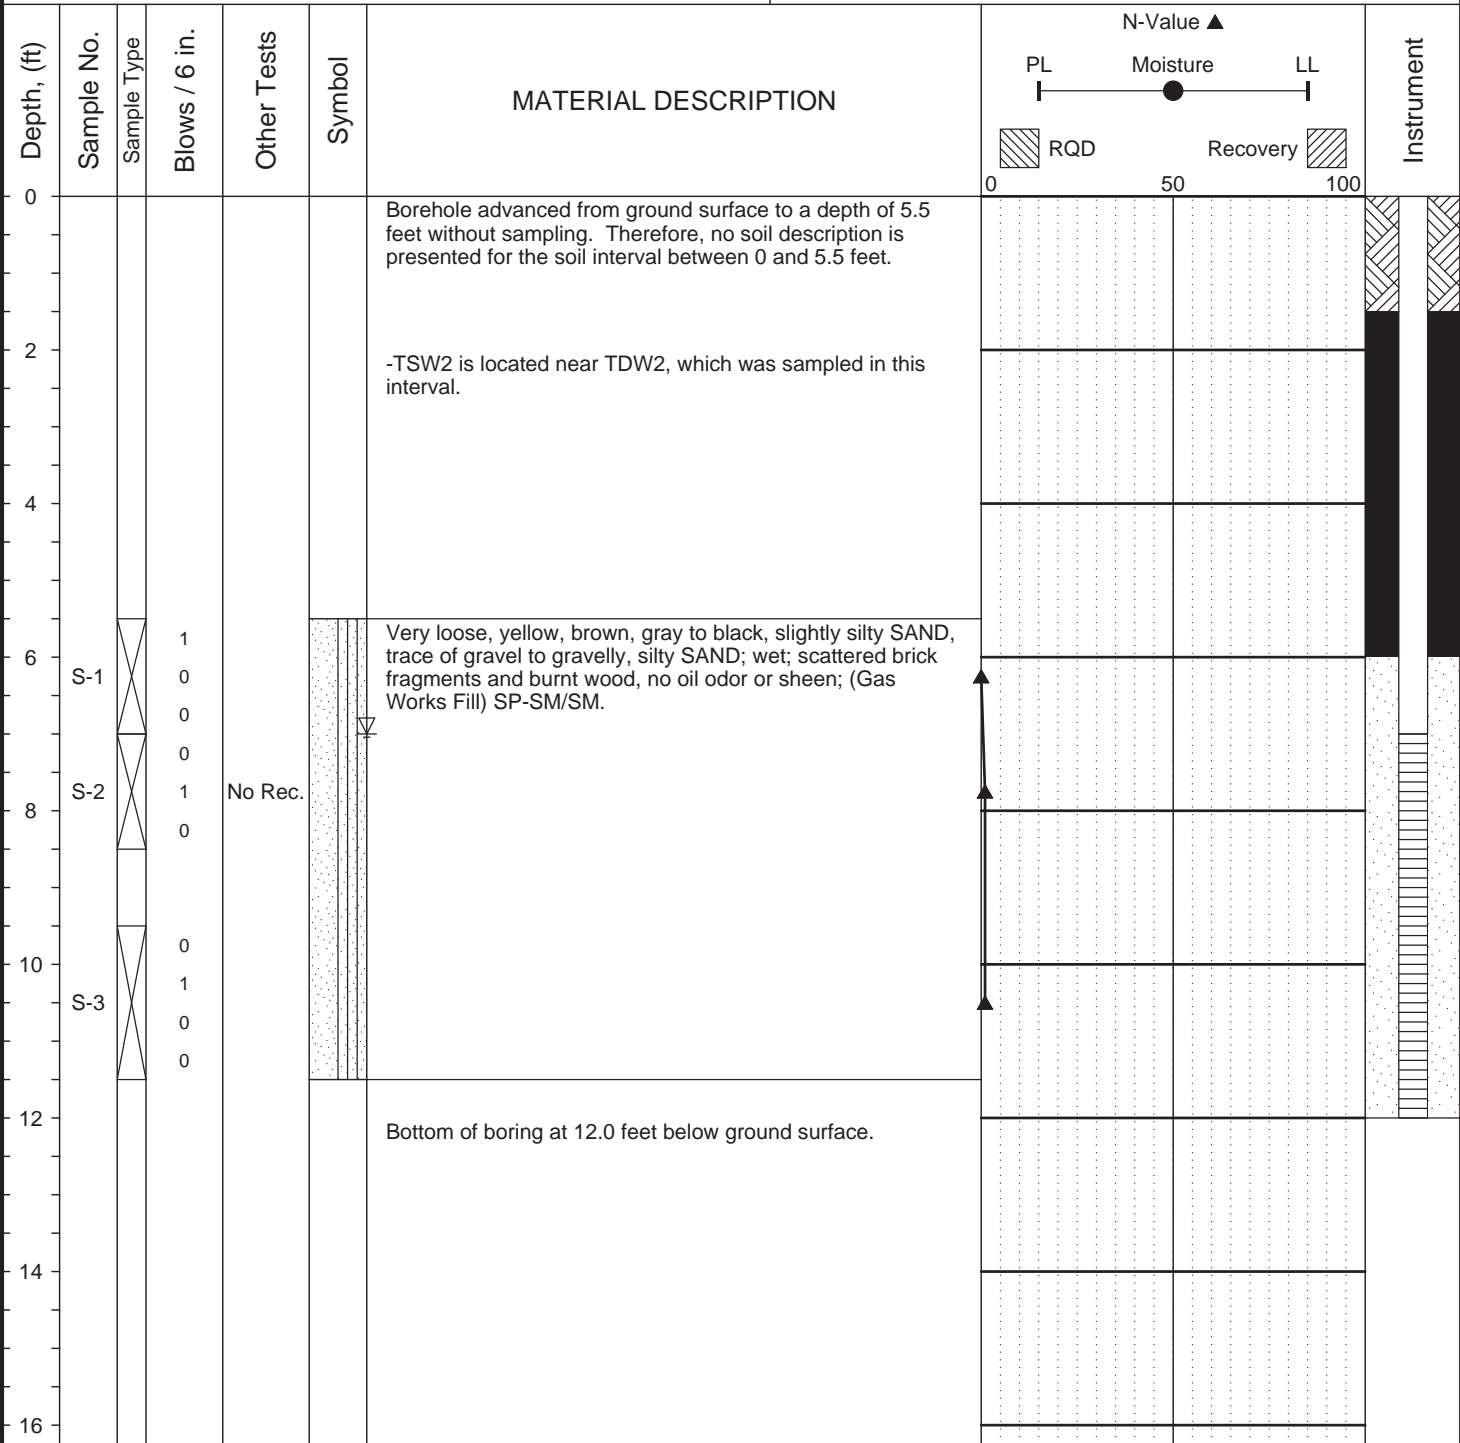 Depth, (ft)
Sample No.
Sample Type
Blows / 6 in.
Other Tests
Symbol
MATERIAL DESCRIPTION
N-Value
PL Moisture LL
RQD Recovery
0 50 100
Instrument
0
Borehole advanced from ground surface to a depth of 5.5
feet without sampling. Therefore, no soil description is
presented for the soil interval between 0 and 5.5 feet.
2
-TSW2 is located near TDW2, which was sampled in this
interval.
4
1
Very loose, yellow, brown, gray to black, slightly silty SAND,
6
trace of gravel to gravelly, silty SAND; wet; scattered brick
S-1 0
fragments and burnt wood, no oil odor or sheen; (Gas
Works Fill) SP-SM/SM.
0
0
S-2 1 No Rec.
8
0
0
10
1
S-3
0
0
12
Bottom of boring at 12.0 feet below ground surface.
14
16